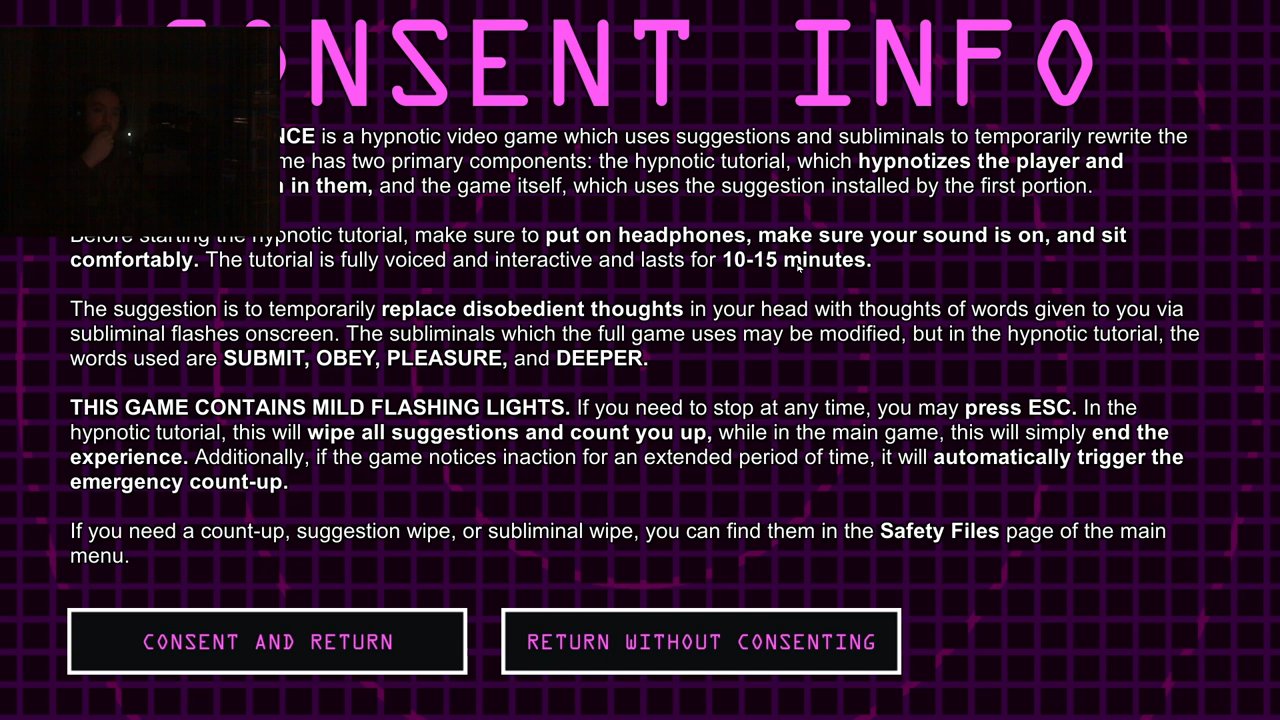 CONSENT INFO
is a hypnotic video game which uses suggestions and subliminals to temporarily rewrite the
has two primary components: the hypnotic tutorial, which hypnotizes the player and
in them, and the game itself, which uses the suggestion installed by the first portion.
Before starting the hypnotic tutorial, make sure to put on headphones, make sure your sound is on, and sit
comfortably. The tutorial is fully voiced and interactive and lasts for 10-15 minutes.
The suggestion is to temporarily replace disobedient thoughts in your head with thoughts of words given to you via
subliminal flashes onscreen. The subliminals which the full game uses may be modified, but in the hypnotic tutorial, the
words used are SUBMIT, OBEY, PLEASURE, and DEEPER.
THIS GAME CONTAINS MILD FLASHING LIGHTS. If you need to stop at any time, you may press ESC. In the
hypnotic tutorial, this will wipe all suggestions and count you up, while in the main game, this will simply end the
experience. Additionally, if the game notices inaction for an extended period of time, it will automatically trigger the
emergency count-up.
If you need a count-up, suggestion wipe, or subliminal wipe, you can find them in the Safety Files page of the main
menu.
CONSENT AND RETURN
RETURN WITHOUT CONSENTING